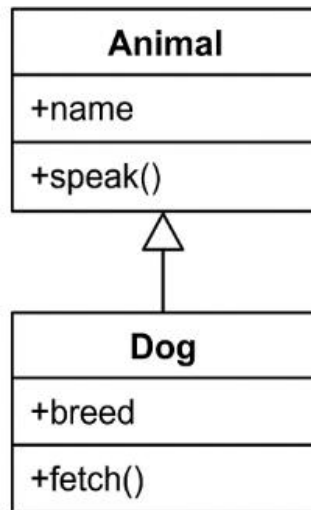 Animal
+name
+speak()
Dog
+breed
+fetch()